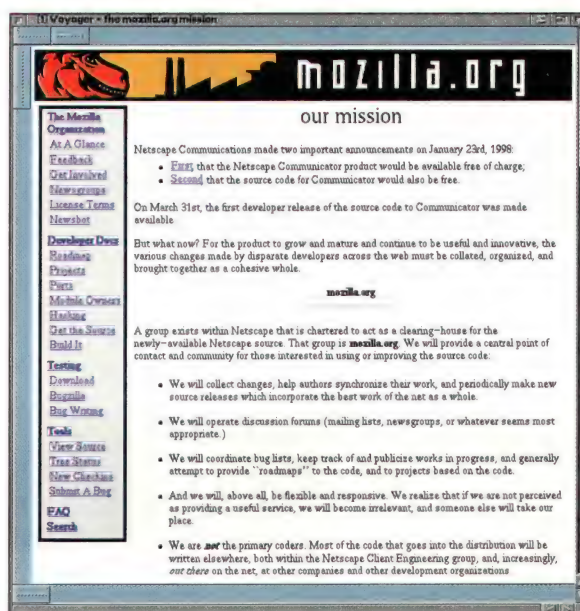 [1] Voyager - the mozilla.org mission
mozilla.org
The Mozilla
Organization
At A Glance
Feedback
Get Involved
Newsgroups
License Terms
Newsbot
Developer Docs
Roadmap
Projects
Ports
Module Owners
Hacking
Get the Source
Build It
Testing
Download
Bugzilla
Bug Writing
Tools
View Source
Tree Status
New Checkins
Submit A Bug
FAQ
Search
our mission
Netscape Communications made two important announcements on January 23rd, 1998:
• First, that the Netscape Communicator product would be available free of charge;
• Second, that the source code for Communicator would also be free.
On March 31st, the first developer release of the source code to Communicator was made
available.
But what now? For the product to grow and mature and continue to be useful and innovative, the
various changes made by disparate developers across the web must be collated, organized, and
brought together as a cohesive whole.
mozilla.org
A group exists within Netscape that is chartered to act as a clearing-house for the
newly-available Netscape source. That group is mozilla.org. We will provide a central point of
contact and community for those interested in using or improving the source code:
• We will collect changes, help authors synchronize their work, and periodically make new
source releases which incorporate the best work of the net as a whole.
• We will operate discussion forums (mailing lists, newsgroups, or whatever seems most
appropriate.)
• We will coordinate bug lists, keep track of and publicize works in progress, and generally
attempt to provide ``roadmaps'' to the code, and to projects based on the code.
• And we will, above all, be flexible and responsive. We realize that if we are not perceived
as providing a useful service, we will become irrelevant, and someone else will take our
place.
• We are not the primary coders. Most of the code that goes into the distribution will be
written elsewhere, both within the Netscape Client Engineering group, and, increasingly,
out there on the net, at other companies and other development organizations.